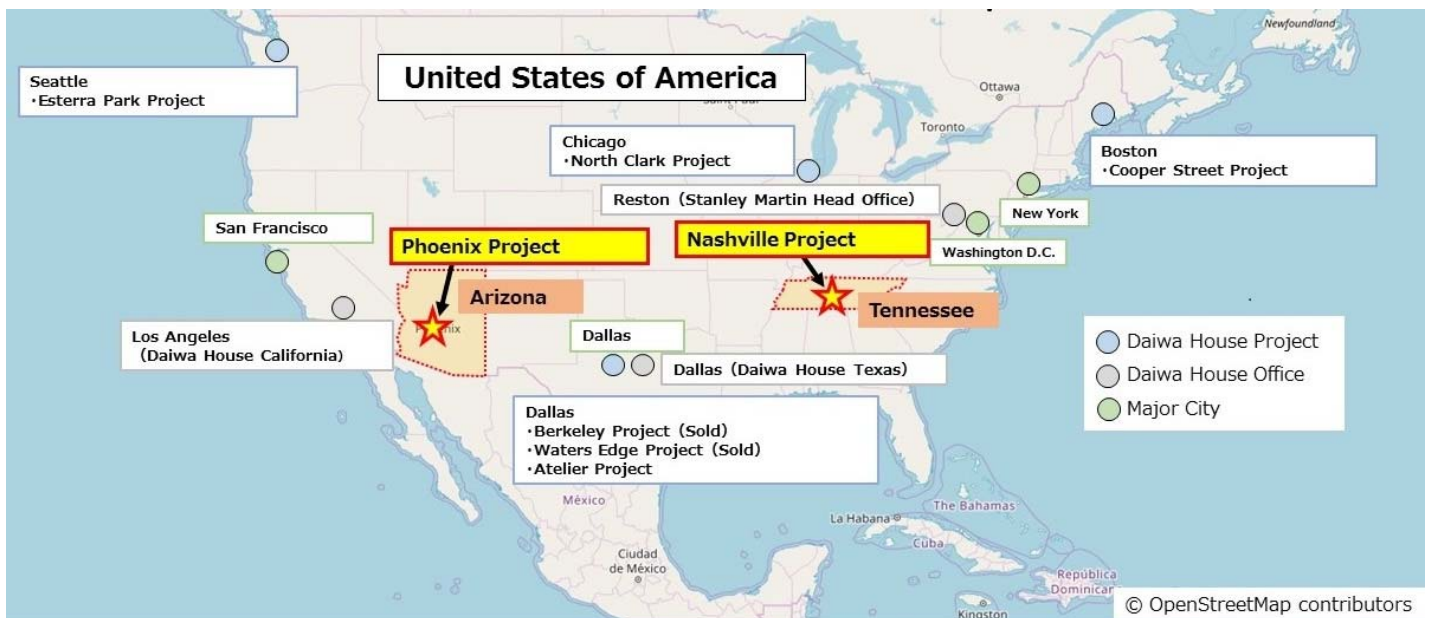 United States of America
Newfoundland
Seattle
・Esterra Park Project
Ottawa
Toronto
Chicago
・North Clark Project
Boston
・Cooper Street Project
Reston (Stanley Martin Head Office)
New York
San Francisco
Phoenix Project
Nashville Project
Washington D.C.
Arizona
Tennessee
Los Angeles
(Daiwa House California)
Dallas
Dallas (Daiwa House Texas)
Daiwa House Project
Daiwa House Office
Major City
Dallas
・Berkeley Project (Sold)
・Waters Edge Project (Sold)
・Atelier Project
México
The Bahamas
La Habana
Cuba
Ciudad
de México
República
Kingston
© OpenStreetMap contributors